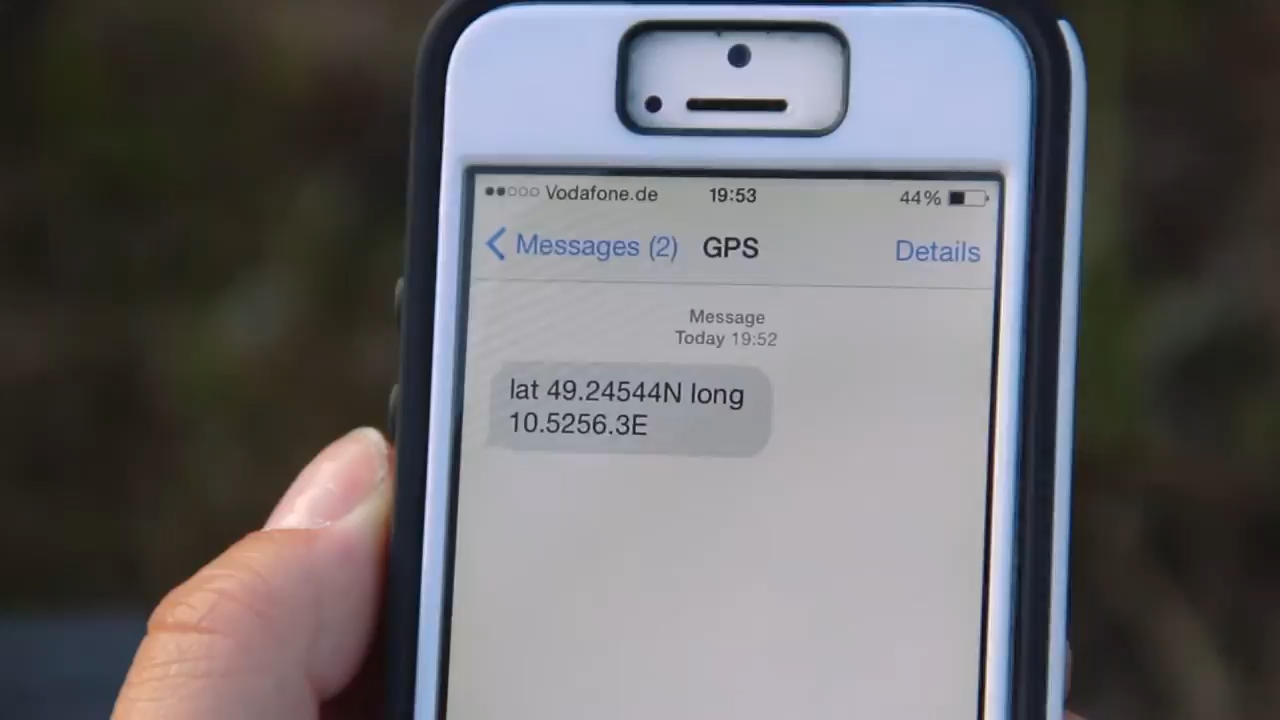 Vodafone.de 19:53 44%
Messages (2) GPS Details
Message
Today 19:52
lat 49.24544N long
10.5256.3E